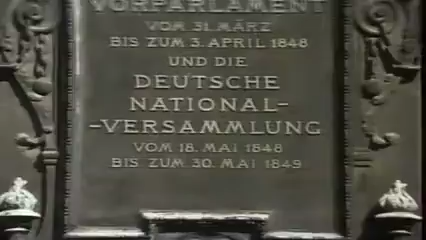 VORPARLAMENT
VOM 31. MÄRZ
BIS ZUM 3. APRIL 1848
UND DIE
DEUTSCHE
NATIONAL-
-VERSAMMLUNG
VOM 18. MAI 1848
BIS ZUM 30. MAI 1849